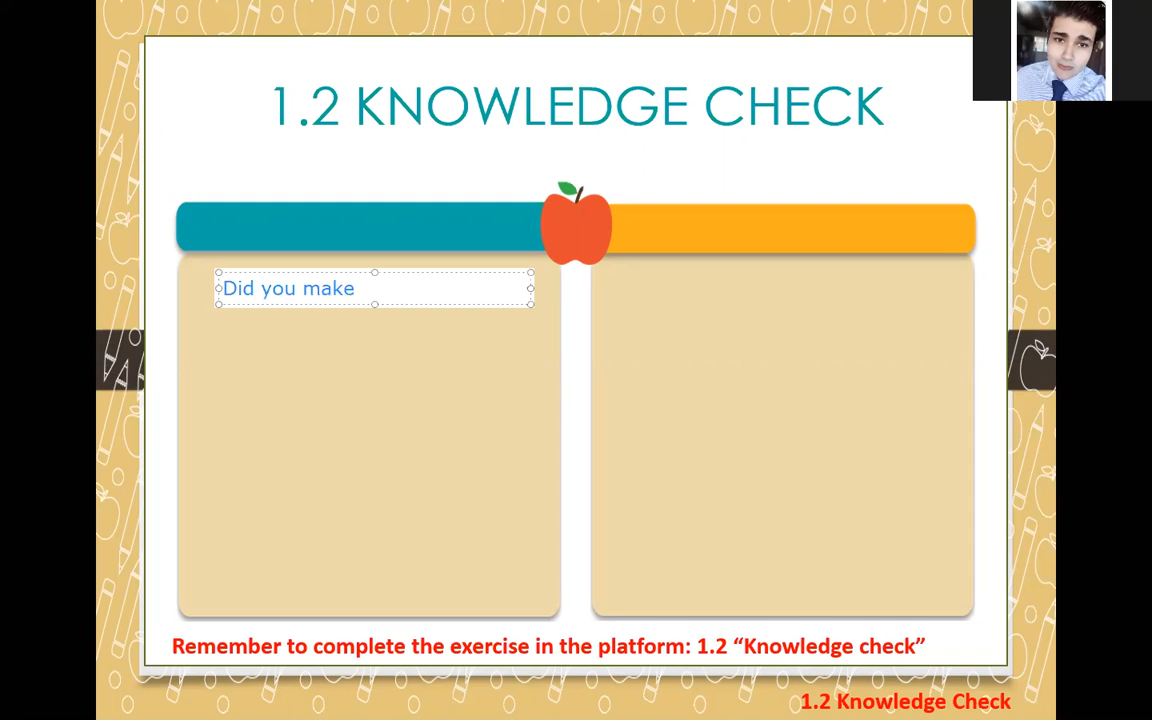 1.2 KNOWLEDGE CHECK
Did you make
Remember to complete the exercise in the platform: 1.2 “Knowledge check”
1.2 Knowledge Check